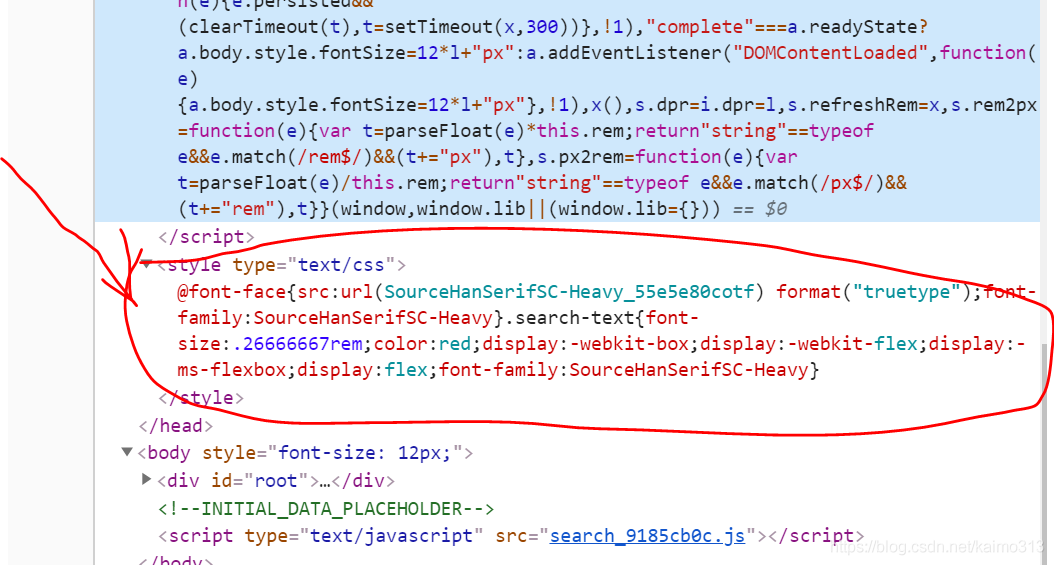 n(e){e.persisted&&
(clearTimeout(t),t=setTimeout(x,300))},!1),"complete"===a.readyState?
a.body.style.fontSize=12*l+"px":a.addEventListener("DOMContentLoaded",function(
e)
{a.body.style.fontSize=12*l+"px"},!1),x(),s.dpr=i.dpr=l,s.refreshRem=x,s.rem2px
=function(e){var t=parseFloat(e)*this.rem;return"string"==typeof
e&&e.match(/rem$/)&&(t+="px"),t},s.px2rem=function(e){var
t=parseFloat(e)/this.rem;return"string"==typeof e&&e.match(/px$/)&&
(t+="rem"),t}}(window,window.lib||(window.lib={})) == $0
</script>
<style type="text/css">
@font-face{src:url(SourceHanSerifSC-Heavy_55e5e80cotf) format("truetype");font-
family:SourceHanSerifSC-Heavy}.search-text{font-
size:.26666667rem;color:red;display:-webkit-box;display:-webkit-flex;display:-
ms-flexbox;display:flex;font-family:SourceHanSerifSC-Heavy}
</style>
</head>
<body style="font-size: 12px;">
<div id="root">…</div>
<!--INITIAL_DATA_PLACEHOLDER-->
<script type="text/javascript" src="search_9185cb0c.js"></script>
https://blog.csdn.net/kaimo313
</body>